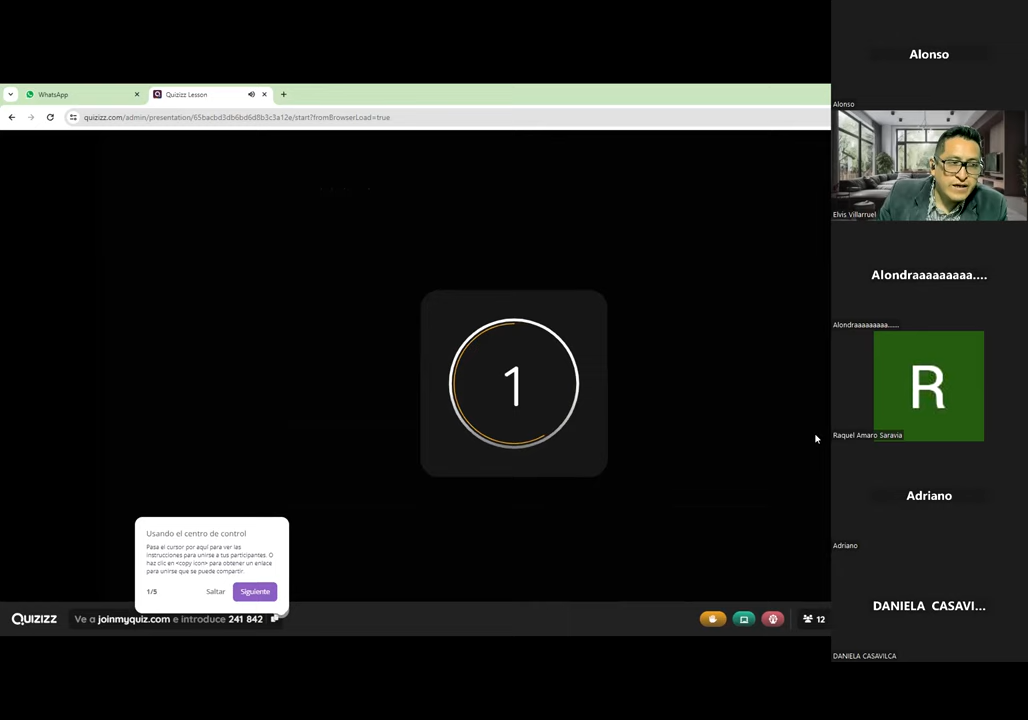 Alonso
Alonso
WhatsApp
Quizizz Lesson
quizizz.com/admin/presentation/65bacbd3db6bd6d8b3c3a12e/start?fromBrowserLoad=true
Elvis Villarruel
Alondraaaaaaaaa....
Alondraaaaaaaaa......
1
R
Raquel Amaro Saravia
Adriano
Adriano
Usando el centro de control
Pasa el cursor por aquí para ver las
instrucciones para unirse a tus participantes. O
haz clic en <copy icon> para obtener un enlace
para unirse que se puede compartir
1/5
Saltar
Siguiente
DANIELA CASAVI...
DANIELA CASAVILCA
Quizizz
Ve a joinmyquiz.com e introduce 241 842
12